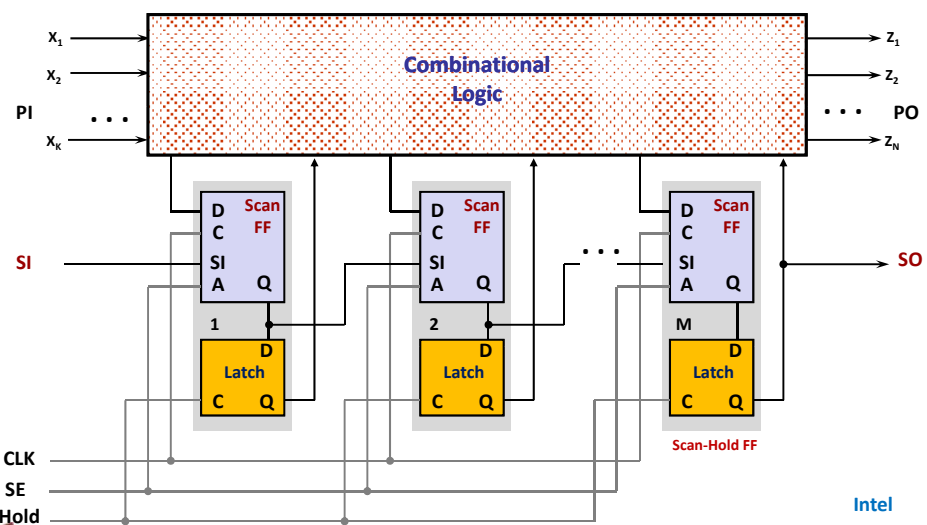 X1
X2
PI
• • •
XK
Combinational
Logic
Z1
Z2
• • • PO
ZN
D Scan
C FF
SI
A Q
1
D
Latch
C Q
D Scan
C FF
SI
A Q
2
D
Latch
C Q
• • •
D Scan
C FF
SI
A Q
M
D
Latch
C Q
SI
SO
Scan-Hold FF
CLK
SE
Hold
Intel